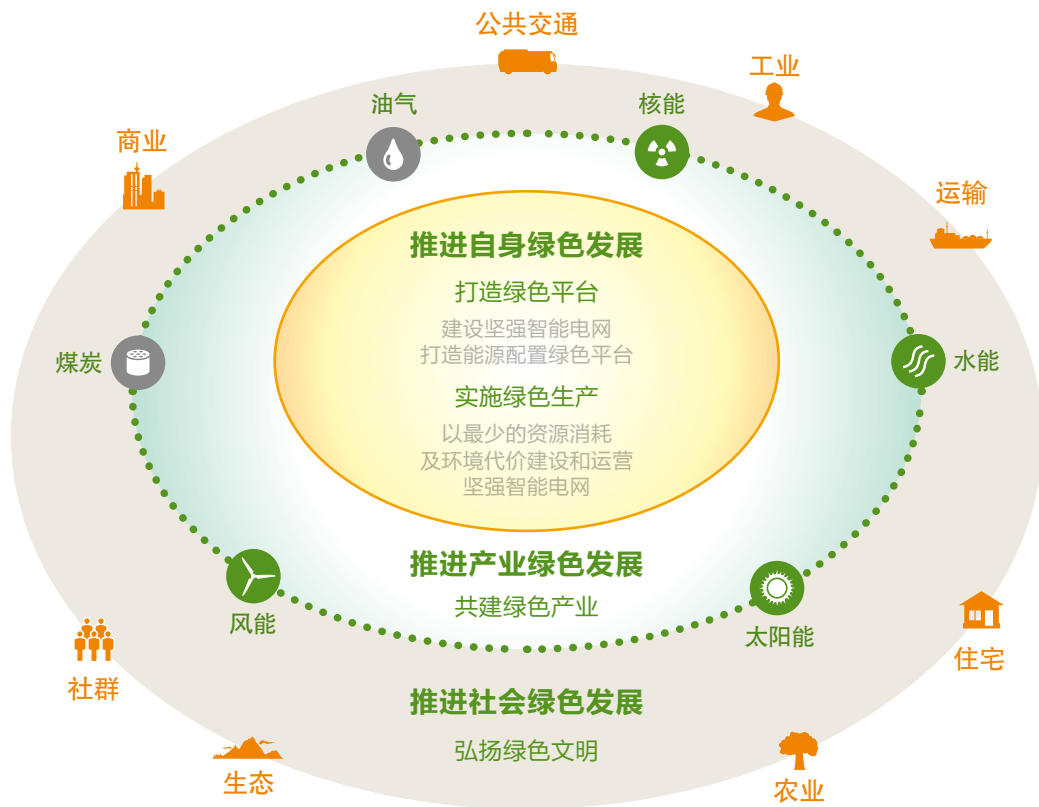 公共交通
工业
油气
核能
商业
运输
推进自身绿色发展
打造绿色平台
建设坚强智能电网
打造能源配置绿色平台
煤炭
水能
实施绿色生产
以最少的资源消耗
及环境代价建设和运营
坚强智能电网
推进产业绿色发展
共建绿色产业
风能
太阳能
住宅
社群
推进社会绿色发展
弘扬绿色文明
生态
农业